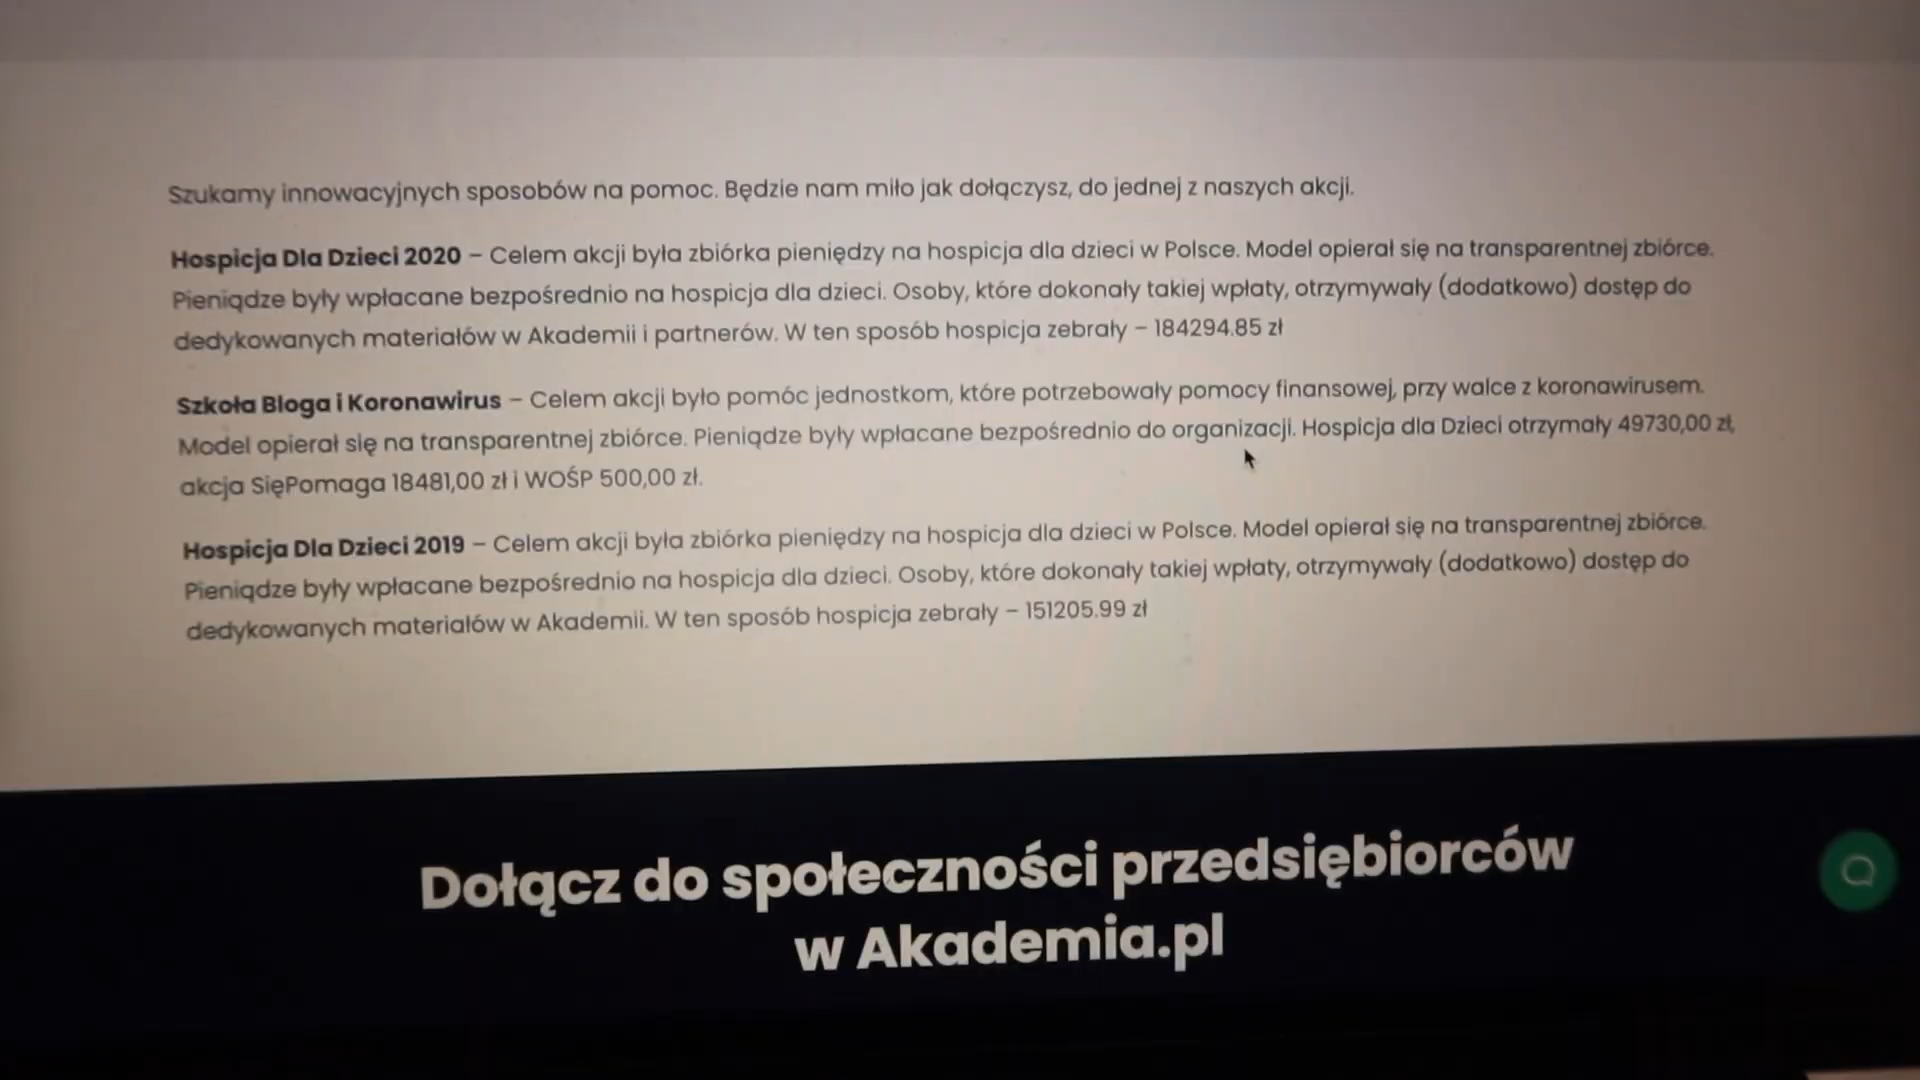 Szukamy innowacyjnych sposobów na pomoc. Będzie nam miło jak dołączysz, do jednej z naszych akcji.
Hospicja Dla Dzieci 2020 – Celem akcji była zbiórka pieniędzy na hospicja dla dzieci w Polsce. Model opierał się na transparentnej zbiórce.
Pieniądze były wpłacane bezpośrednio na hospicja dla dzieci. Osoby, które dokonały takiej wpłaty, otrzymywały (dodatkowo) dostęp do
dedykowanych materiałów w Akademii i partnerów. W ten sposób hospicja zebrały – 184294.85 zł
Szkoła Bloga i Koronawirus – Celem akcji było pomóc jednostkom, które potrzebowały pomocy finansowej, przy walce z koronawirusem.
Model opierał się na transparentnej zbiórce. Pieniądze były wpłacane bezpośrednio do organizacji. Hospicja dla Dzieci otrzymały 49730,00 zł,
akcja SięPomaga 18481,00 zł i WOŚP 500,00 zł.
Hospicja Dla Dzieci 2019 – Celem akcji była zbiórka pieniędzy na hospicja dla dzieci w Polsce. Model opierał się na transparentnej zbiórce.
Pieniądze były wpłacane bezpośrednio na hospicja dla dzieci. Osoby, które dokonały takiej wpłaty, otrzymywały (dodatkowo) dostęp do
dedykowanych materiałów w Akademii. W ten sposób hospicja zebrały – 151205.99 zł
Dołącz do społeczności przedsiębiorców
w Akademia.pl